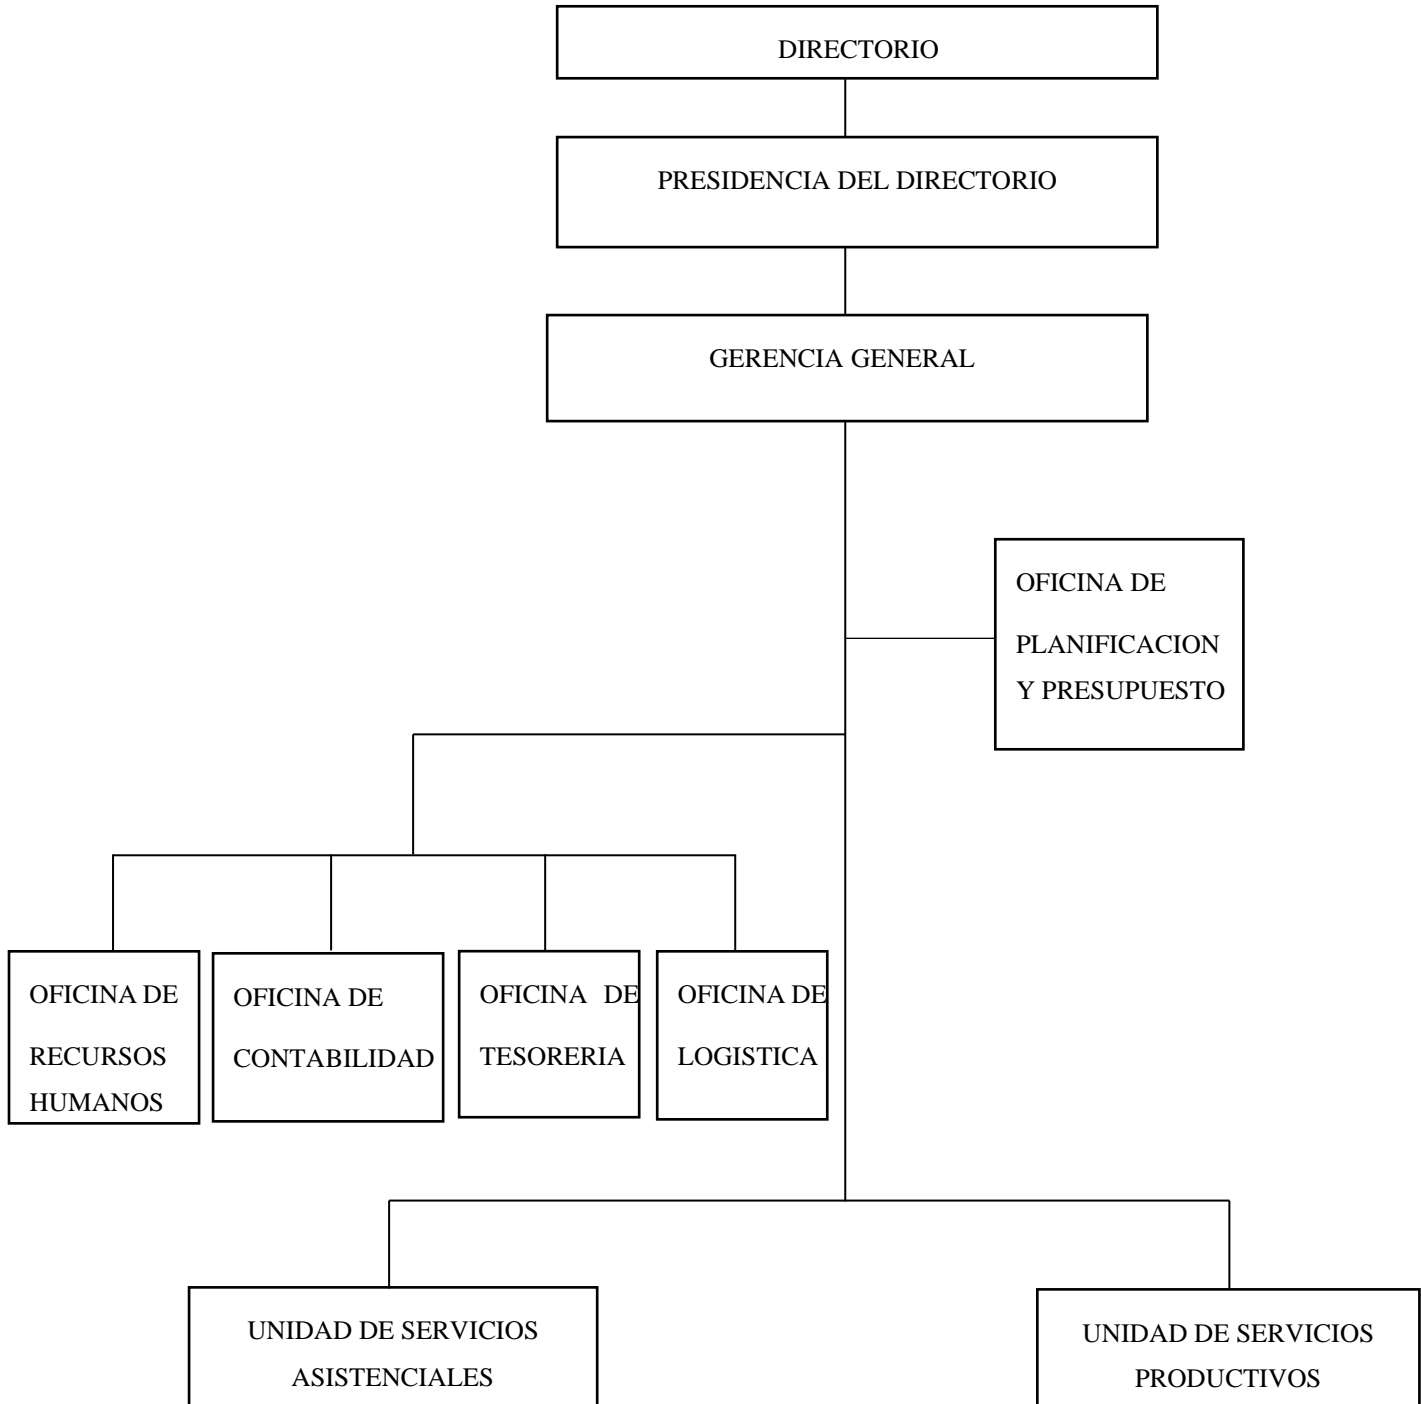 DIRECTORIO
PRESIDENCIA DEL DIRECTORIO
GERENCIA GENERAL
OFICINA DE
PLANIFICACION
Y PRESUPUESTO
OFICINA DE
RECURSOS
HUMANOS
OFICINA DE
CONTABILIDAD
OFICINA DE
TESORERIA
OFICINA DE
LOGISTICA
UNIDAD DE SERVICIOS
ASISTENCIALES
UNIDAD DE SERVICIOS
PRODUCTIVOS